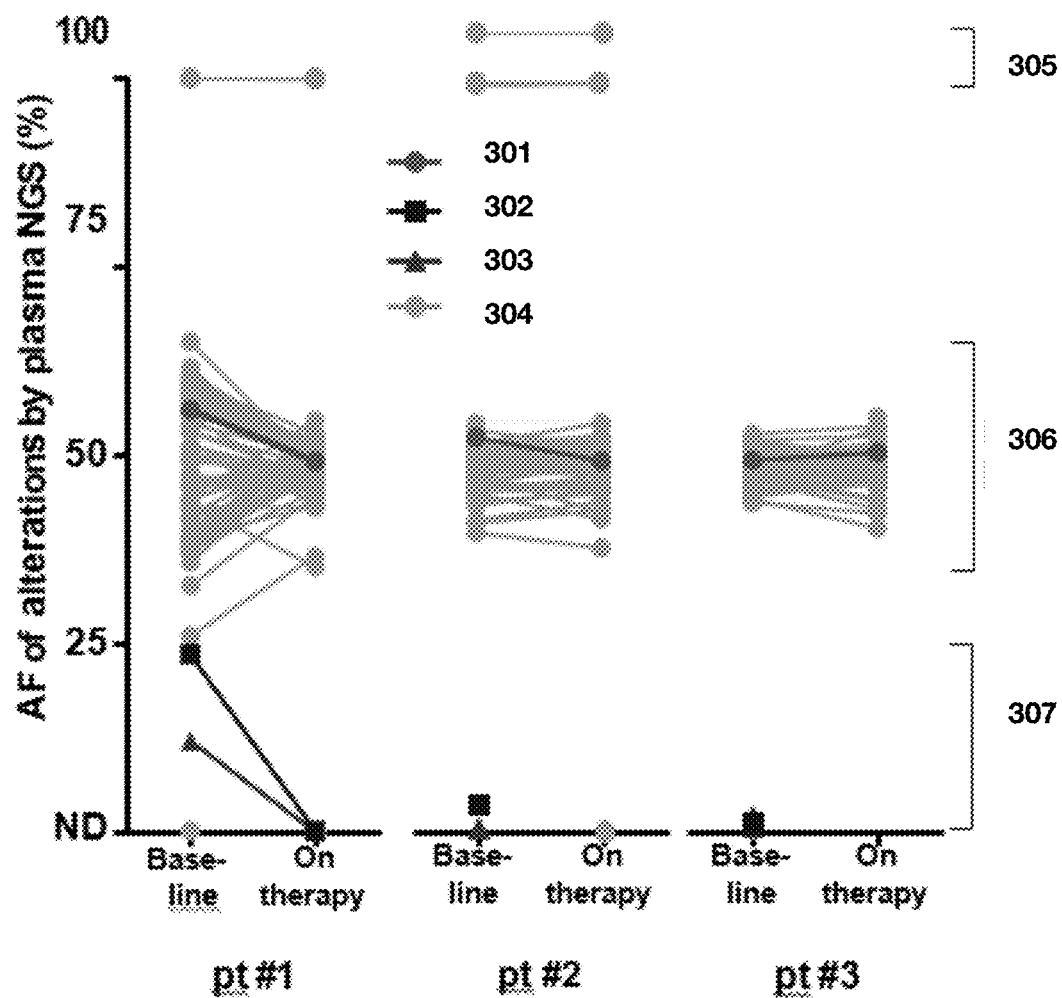 AF of alterations by plasma NGS (%)
100
75
50
25
ND
301
302
303
304
305
306
307
Base-
line
On
therapy
Base-
line
On
therapy
Base-
line
On
therapy
pt #1
pt #2
pt #3